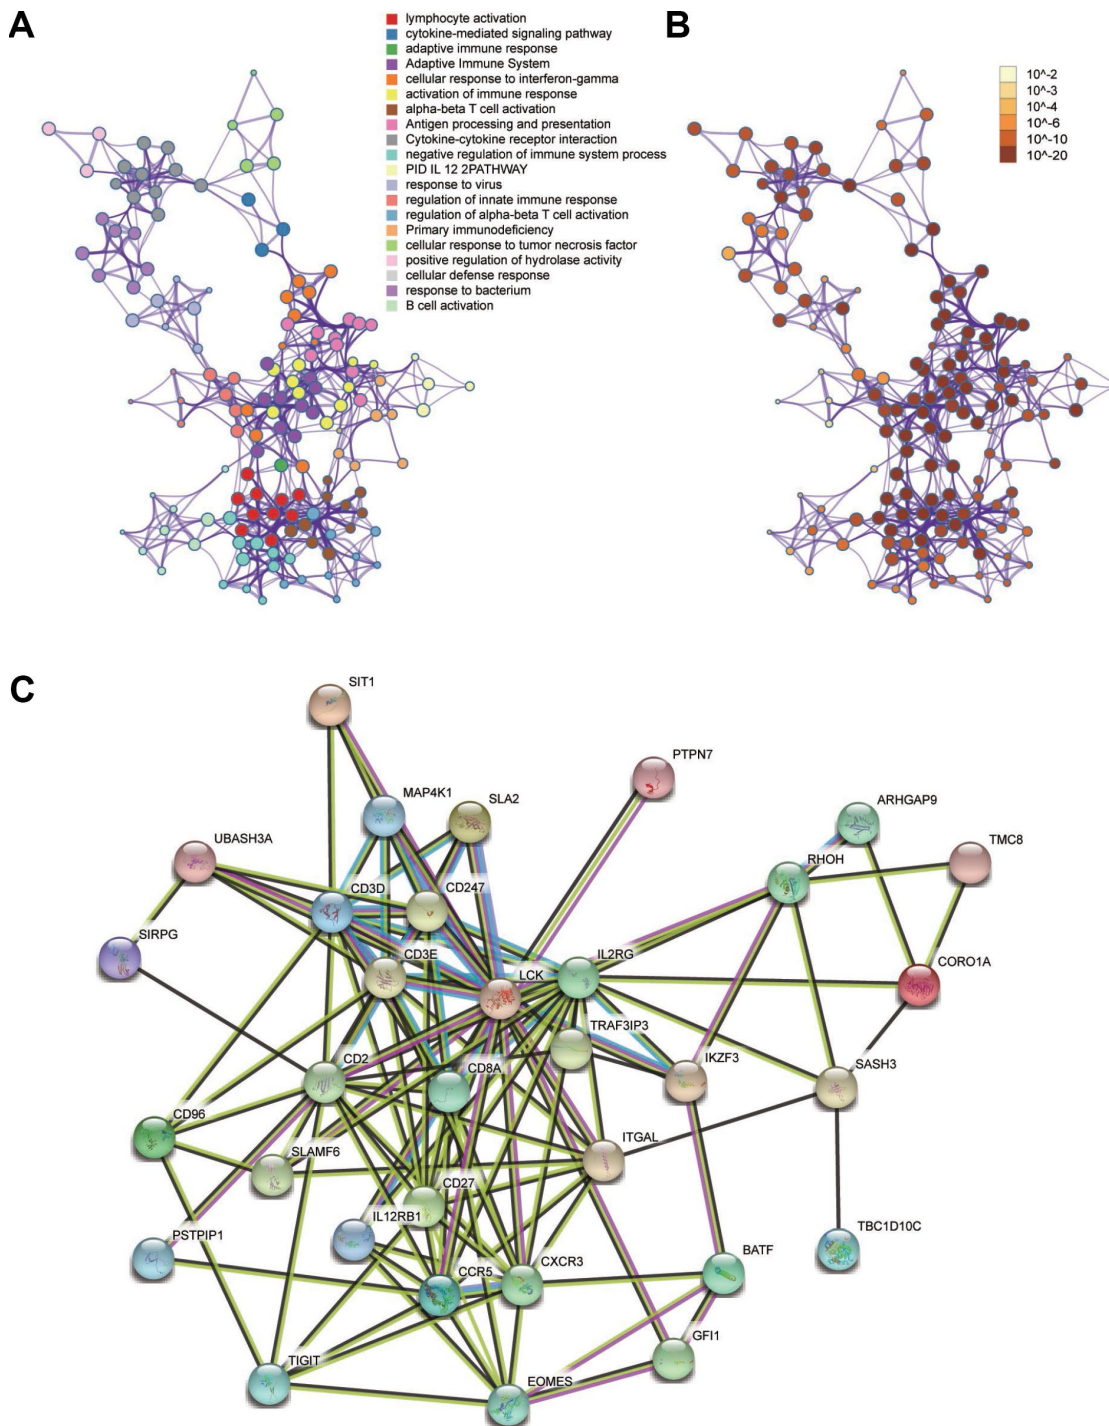 A
lymphocyte activation
cytokine-mediated signaling pathway
adaptive immune response
Adaptive Immune System
cellular response to interferon-gamma
activation of immune response
alpha-beta T cell activation
Antigen processing and presentation
Cytokine-cytokine receptor interaction
negative regulation of immune system process
PID IL 12 2PATHWAY
response to virus
regulation of innate immune response
regulation of alpha-beta T cell activation
Primary immunodeficiency
cellular response to tumor necrosis factor
positive regulation of hydrolase activity
cellular defense response
response to bacterium
B cell activation
B
10^-2
10^-3
10^-4
10^-6
10^-10
10^-20
C
SIT1
PTPN7
MAP4K1
SLA2
ARHGAP9
UBASH3A
TMC8
RHOH
CD3D
CD247
SIRPG
CD3E
IL2RG
LCK
CORO1A
TRAF3IP3
CD2
CD8A
IKZF3
SASH3
CD96
SLAMF6
ITGAL
CD27
IL12RB1
PSTPIP1
TBC1D10C
CCR5
CXCR3
BATF
GFI1
TIGIT
EOMES